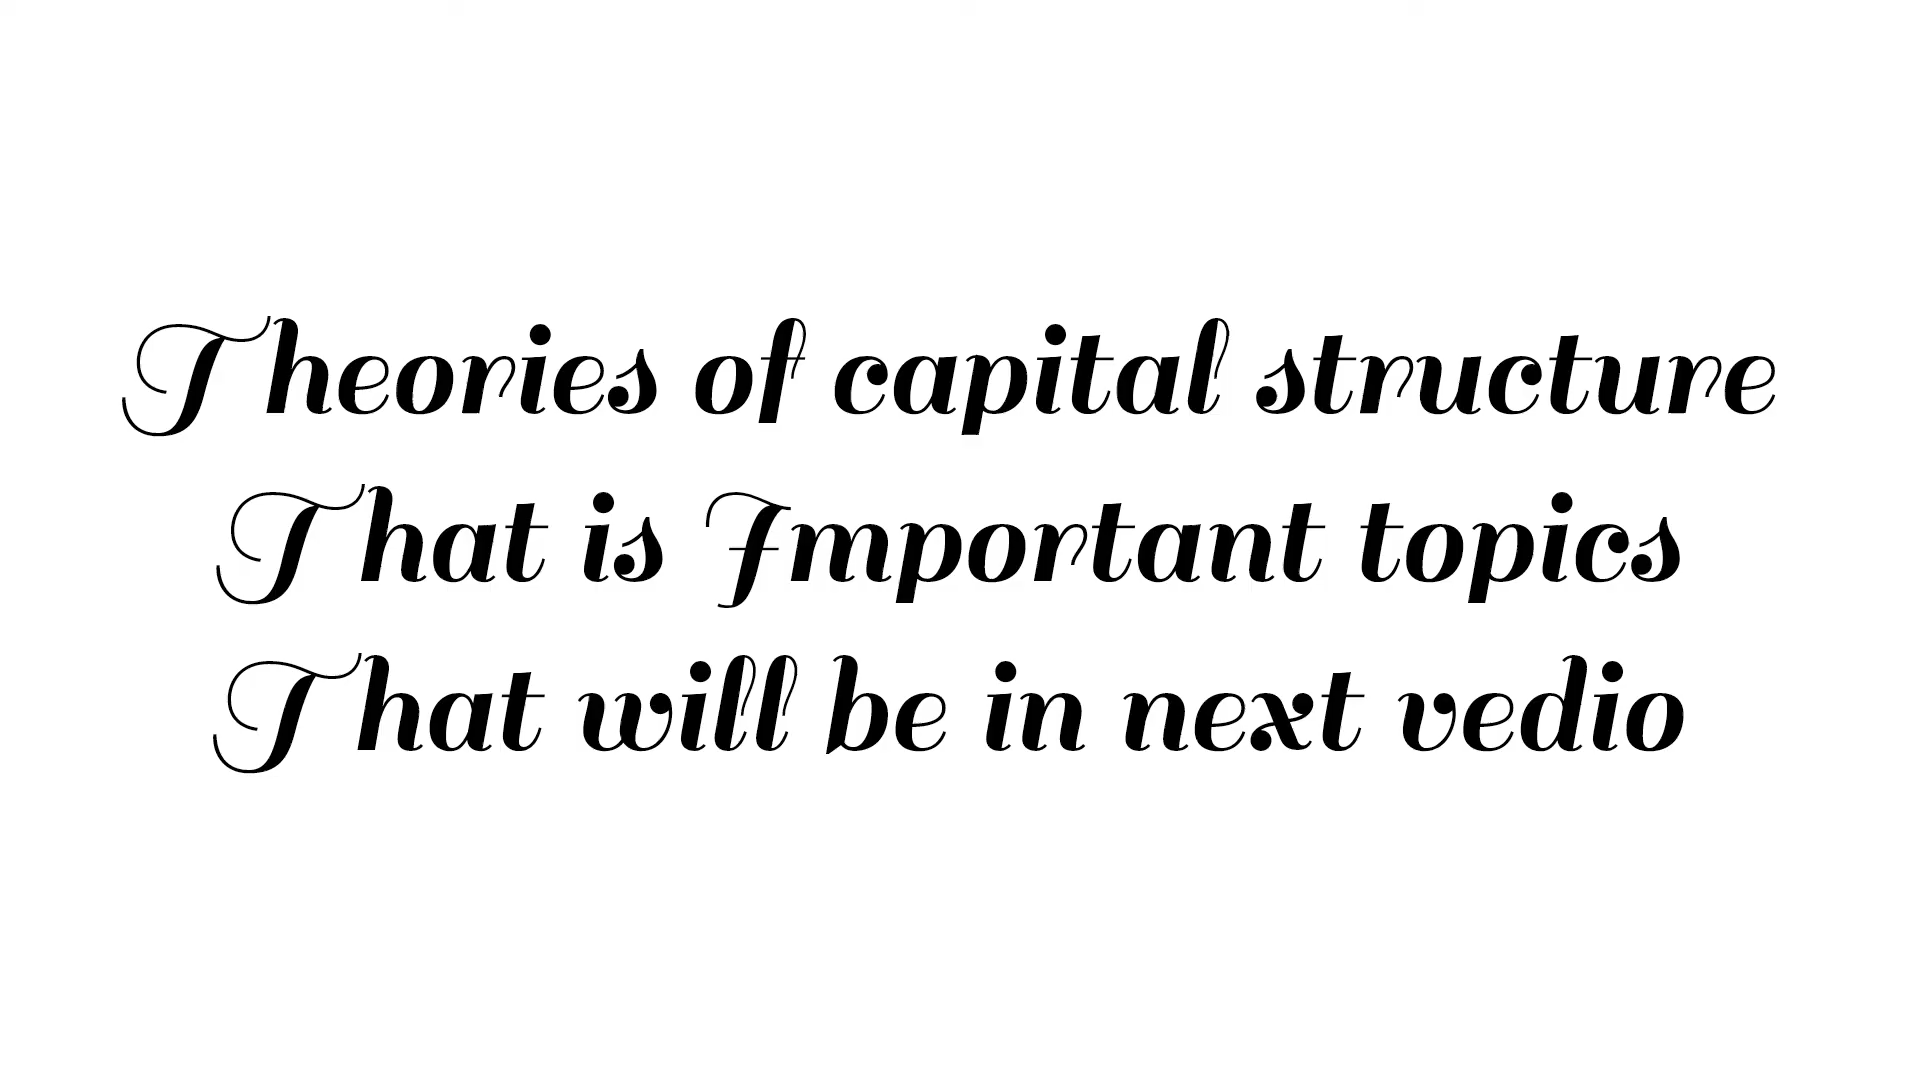 Theories of capital structure
That is Important topics
That will be in next vedio